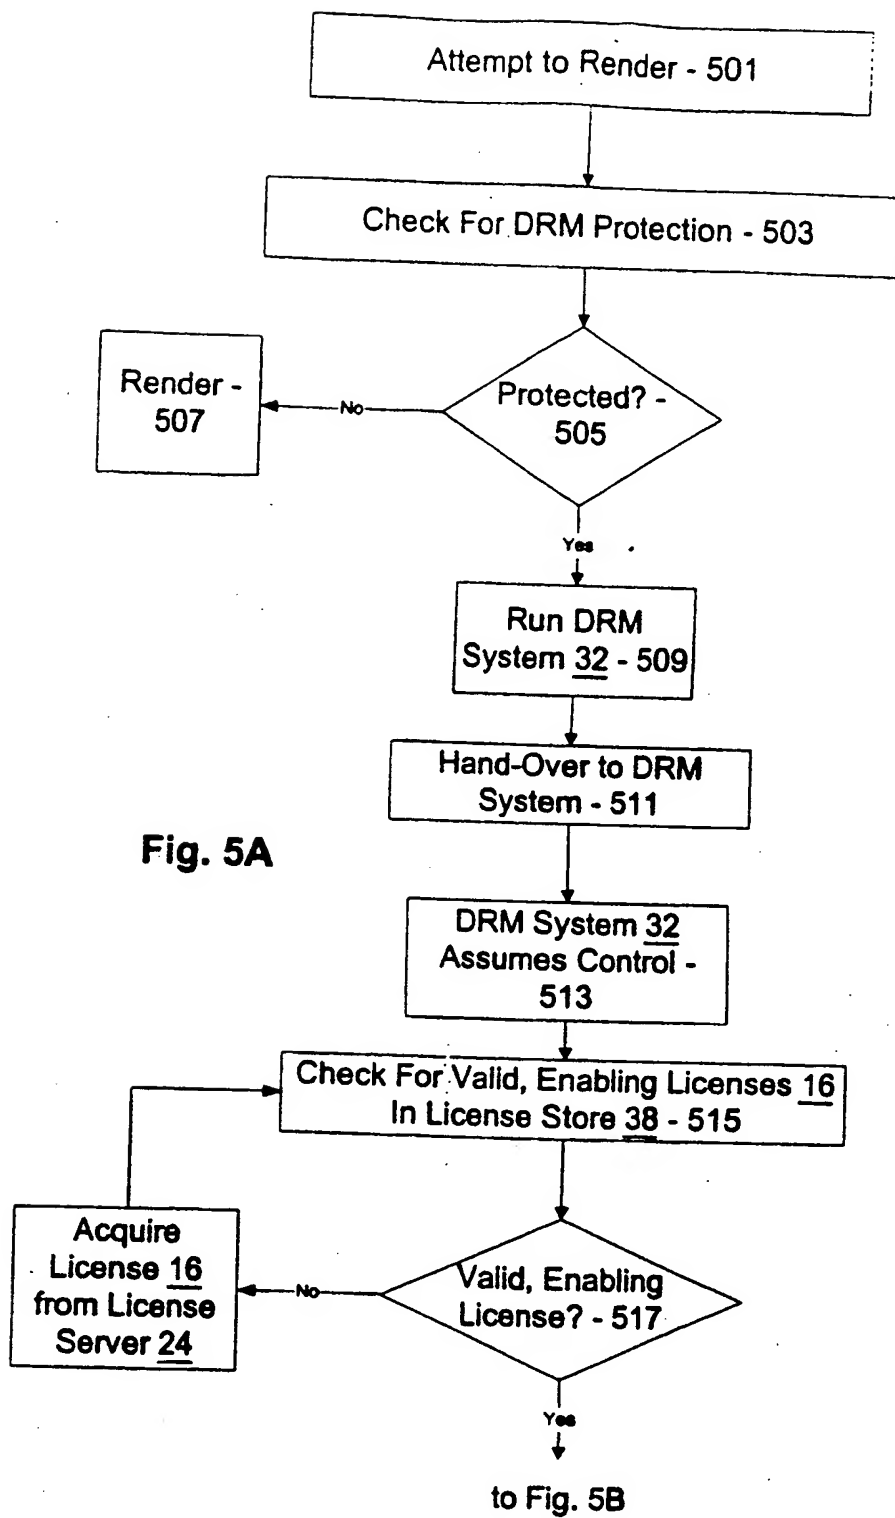 Attempt to Render - 501
Check For DRM Protection - 503
Render -
507
No
Protected? -
505
Yes
Run DRM
System 32 - 509
Hand-Over to DRM
System - 511
Fig. 5A
DRM System 32
Assumes Control -
513
Check For Valid, Enabling Licenses 16
In License Store 38 - 515
Acquire
License 16
from License
Server 24
No
Valid, Enabling
License? - 517
Yes
to Fig. 5B